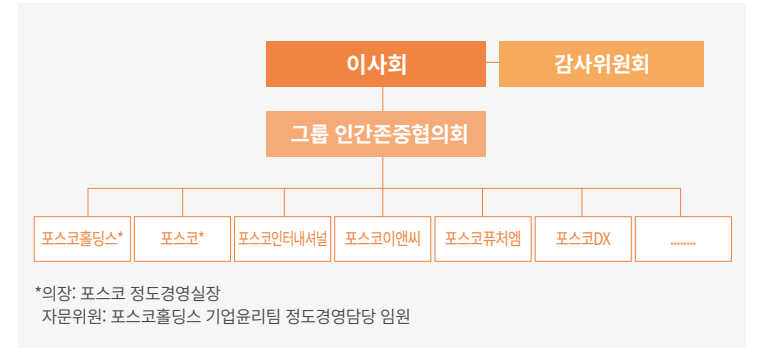 이사회
감사위원회
그룹 인간존중협의회
포스코홀딩스*
포스코*
포스코인터내셔널
포스코이앤씨
포스코퓨처엠
포스코DX
........
*의장: 포스코 정도경영실장
자문위원: 포스코홀딩스 기업윤리팀 정도경영담당 임원